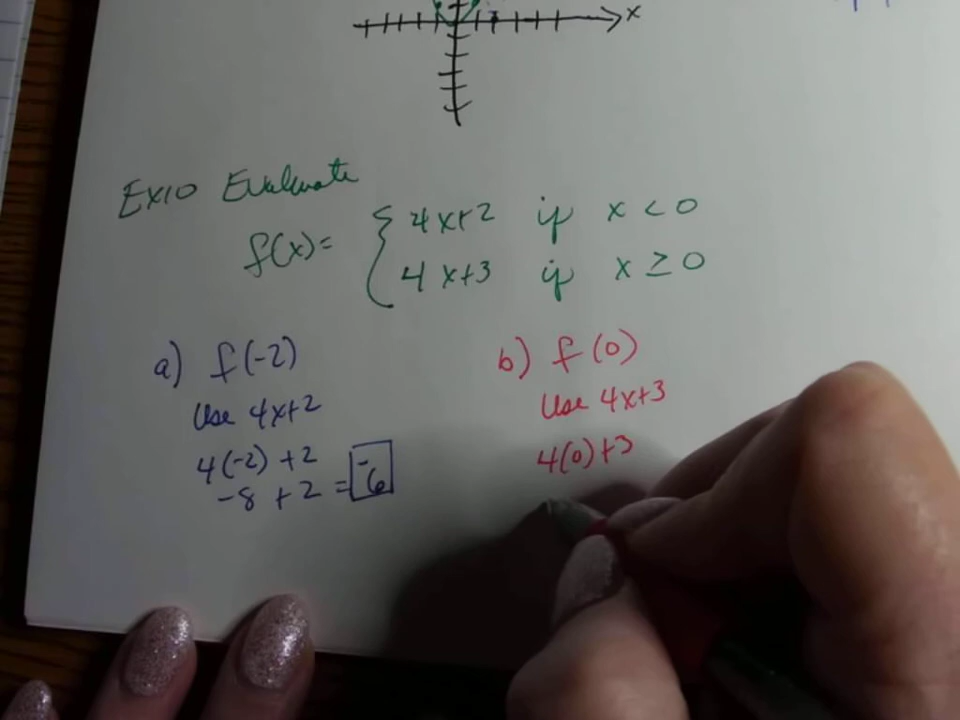 x
Ex10 Evaluate
f(x)= { 4x+2 if x < 0
4x+3 if x ≥ 0
a) f(-2)
Use 4x+2
4(-2)+2
-8+2 = -6
b) f(0)
Use 4x+3
4(0)+3